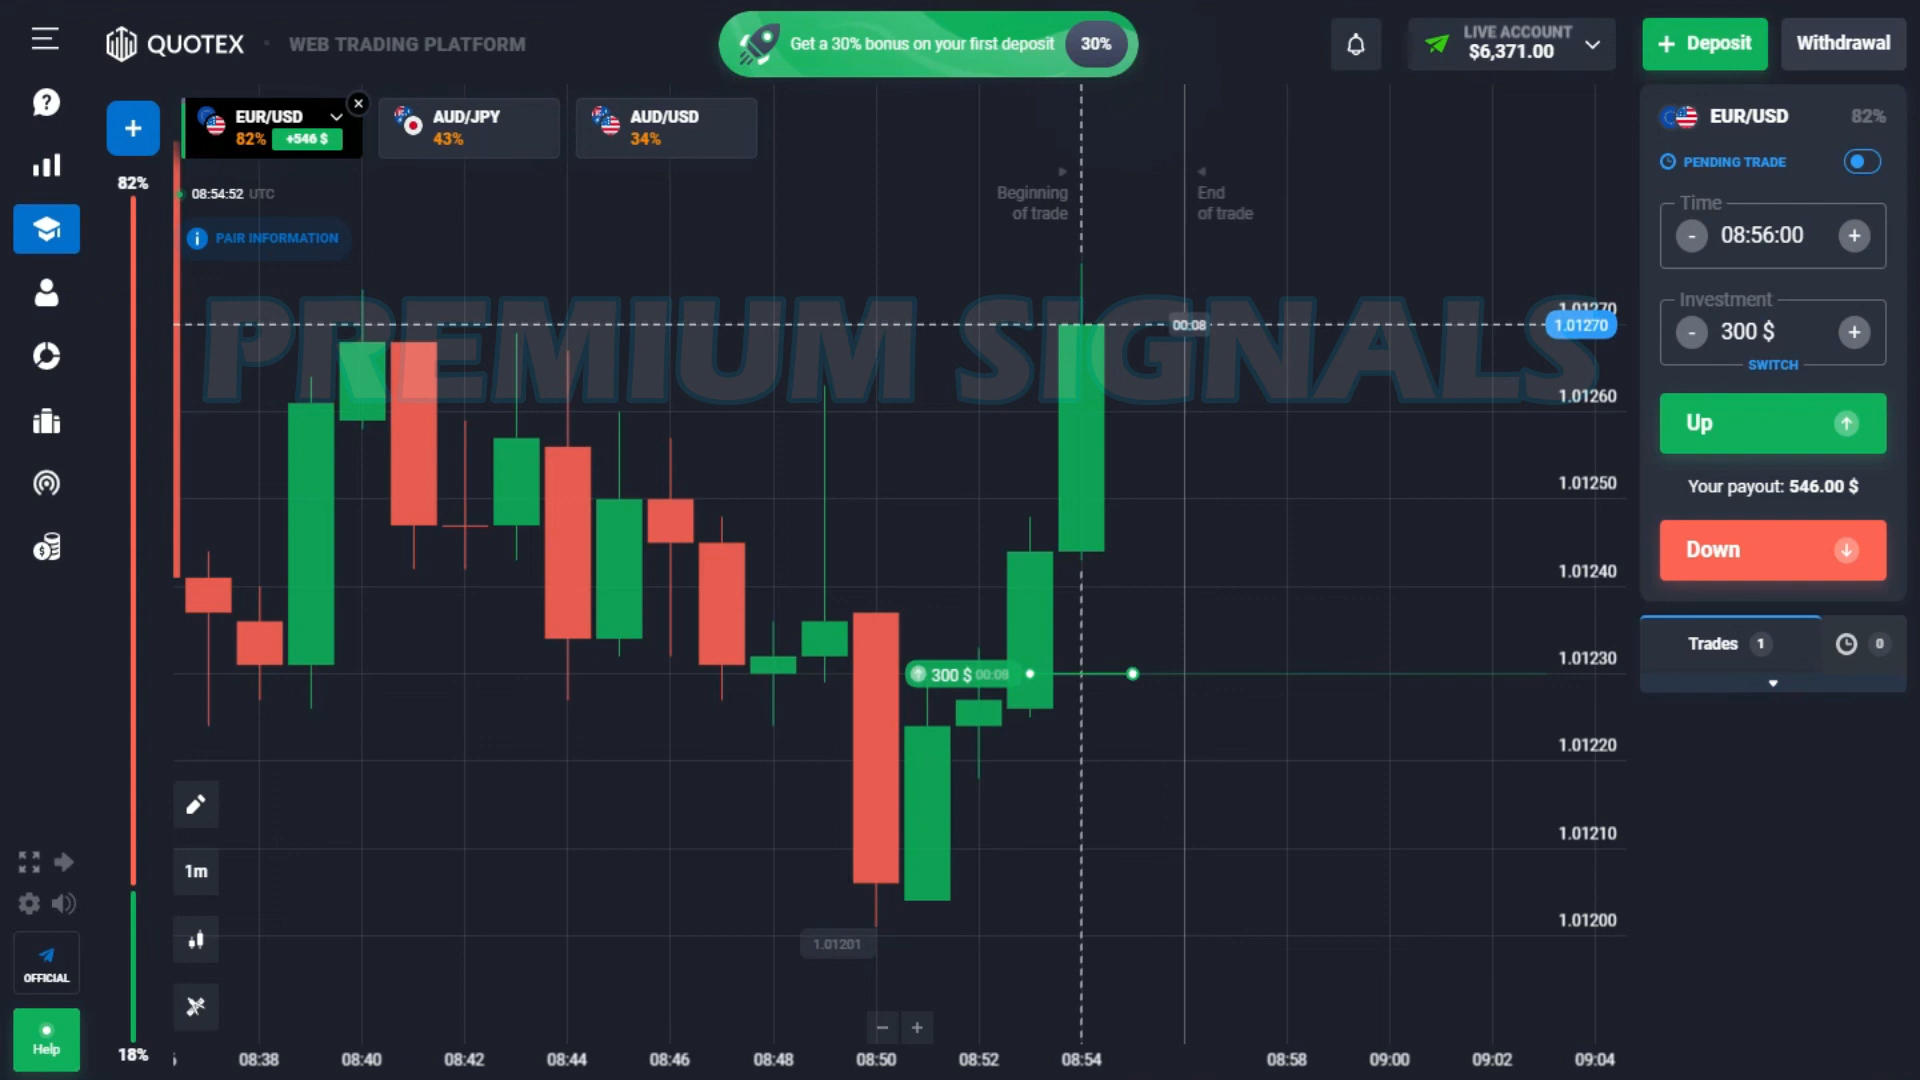 QUOTEX
WEB TRADING PLATFORM
Get a 30% bonus on your first deposit 30%
LIVE ACCOUNT
$6,371.00
+ Deposit
Withdrawal
+
EUR/USD
82% +546 $
AUD/JPY
43%
AUD/USD
34%
82%
08:54:52 UTC
PAIR INFORMATION
Beginning
of trade
End
of trade
PREMIUM SIGNALS
00:08
300 $ 00:08
1.01201
1.01270
1.01270
1.01260
1.01250
1.01240
1.01230
1.01220
1.01210
1.01200
EUR/USD 82%
PENDING TRADE
Time
- 08:56:00 +
Investment
- 300 $ +
SWITCH
Up
Your payout: 546.00 $
Down
Trades 1 0
1m
OFFICIAL
Help
18%
- +
08:38 08:40 08:42 08:44 08:46 08:48 08:50 08:52 08:54 08:58 09:00 09:02 09:04